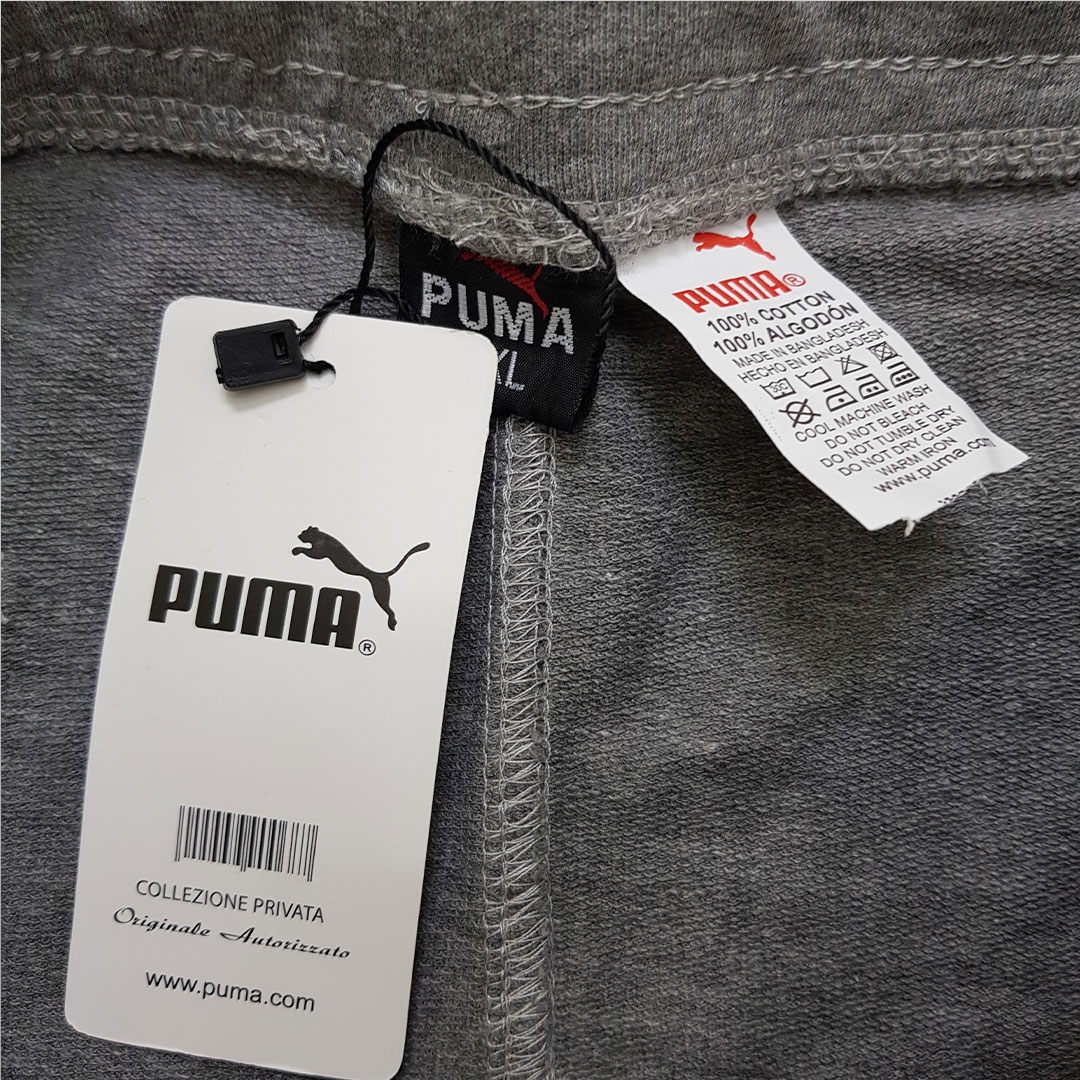 PUMA
XL
PUMA®
100% COTTON
100% ALGODÓN
MADE IN BANGLADESH
HECHO EN BANGLADESH
30
COOL MACHINE WASH
DO NOT BLEACH
DO NOT TUMBLE DRY
DO NOT DRY CLEAN
WARM IRON
www.puma.com
PUMA®
COLLEZIONE PRIVATA
Originale Autorizzato
www.puma.com